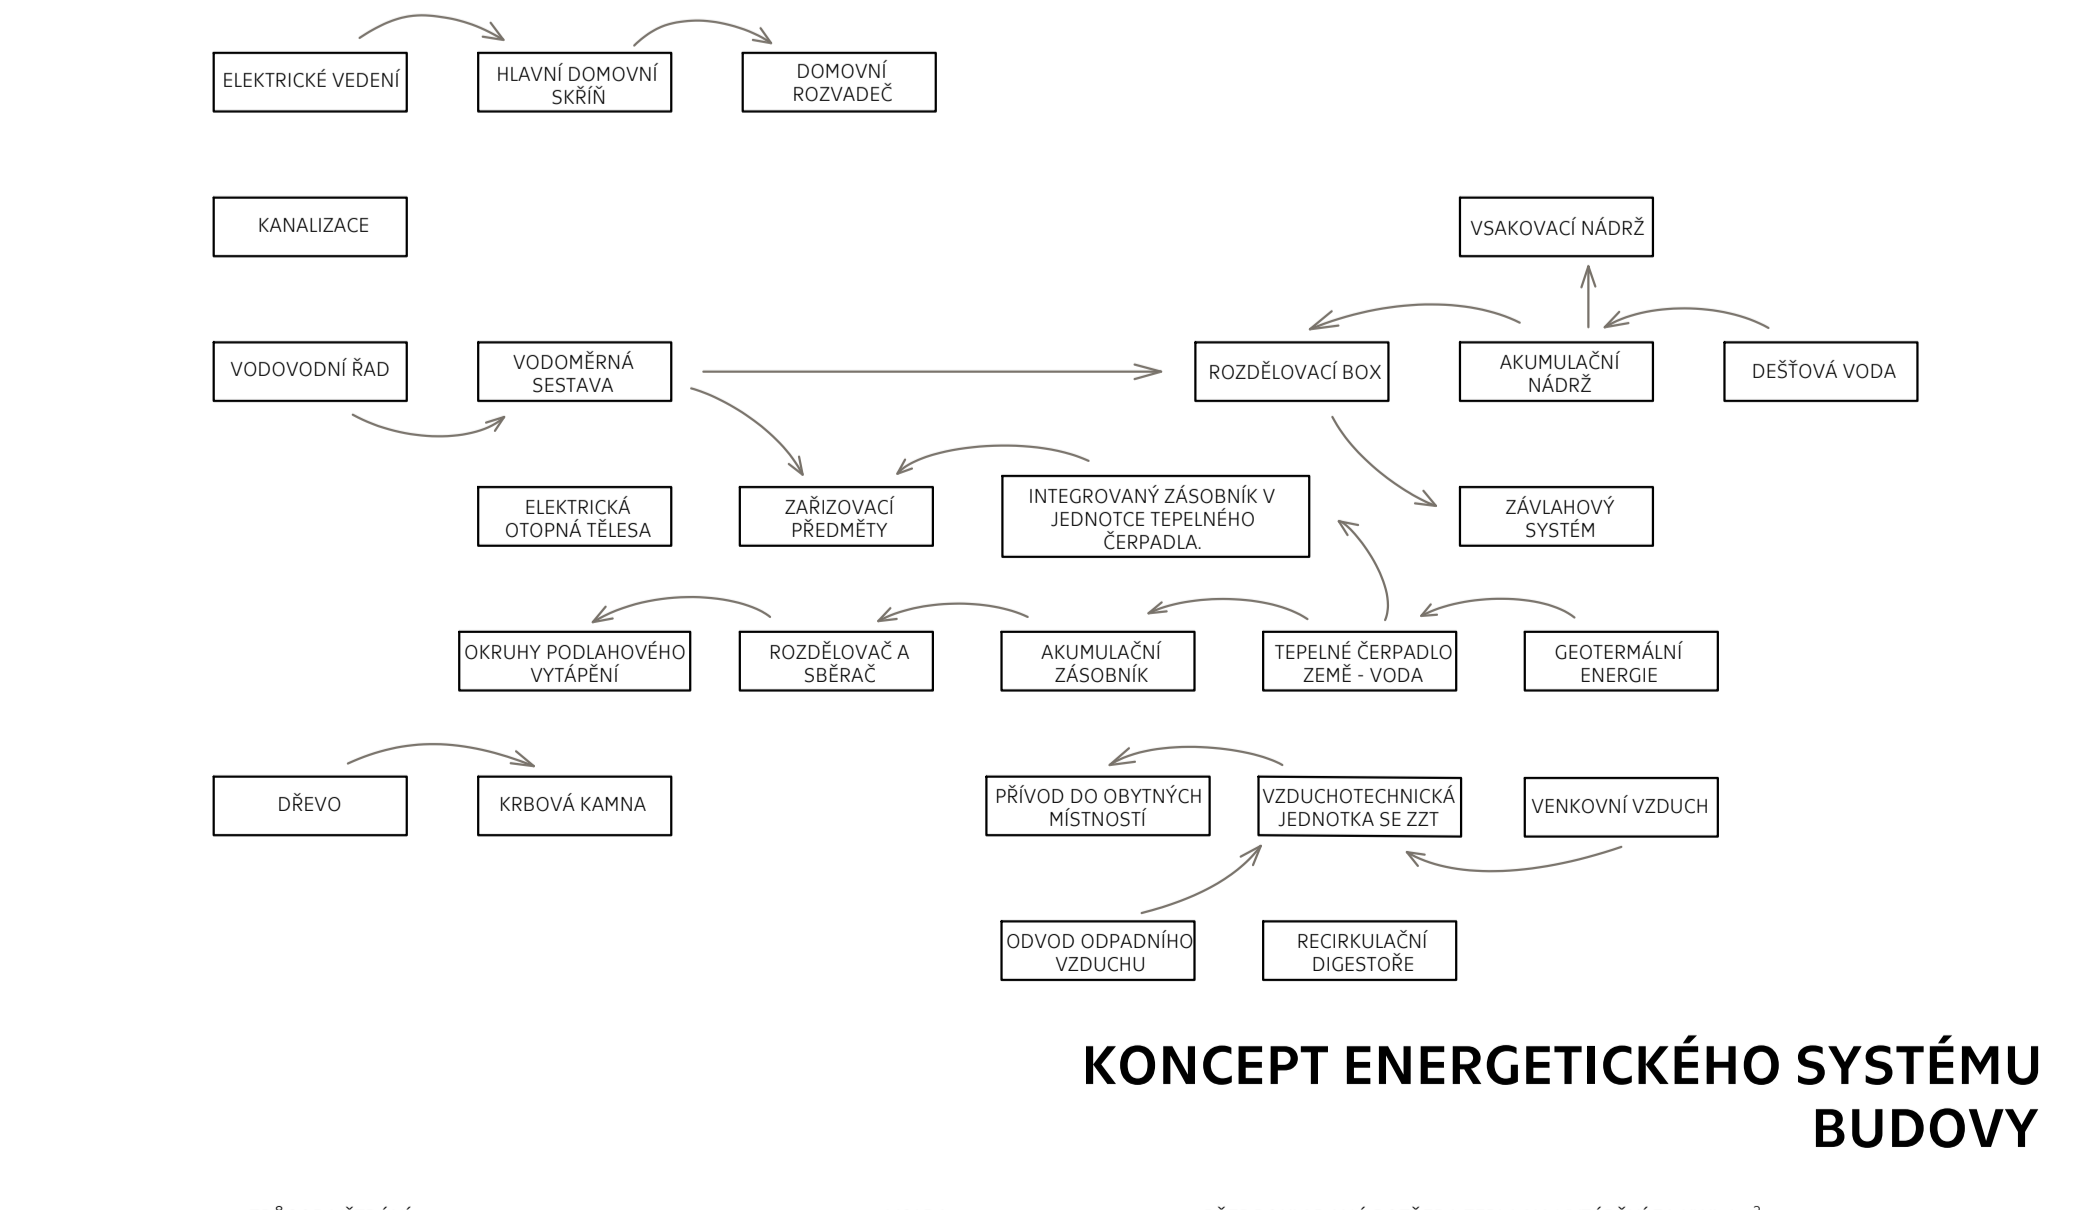 ELEKTRICKÉ VEDENÍ
HLAVNÍ DOMOVNÍ
SKŘÍŇ
DOMOVNÍ
ROZVADEČ
KANALIZACE
VSAKOVACÍ NÁDRŽ
VODOVODNÍ ŘAD
VODOMĚRNÁ
SESTAVA
ROZDĚLOVACÍ BOX
AKUMULAČNÍ
NÁDRŽ
DEŠŤOVÁ VODA
ELEKTRICKÁ
OTOPNÁ TĚLESA
ZAŘIZOVACÍ
PŘEDMĚTY
INTEGROVANÝ ZÁSOBNÍK V
JEDNOTCE TEPELNÉHO
ČERPADLA.
ZÁVLAHOVÝ
SYSTÉM
OKRUHY PODLAHOVÉHO
VYTÁPĚNÍ
ROZDĚLOVAČ A
SBĚRAČ
AKUMULAČNÍ
ZÁSOBNÍK
TEPELNÉ ČERPADLO
ZEMĚ - VODA
GEOTERMÁLNÍ
ENERGIE
DŘEVO
KRBOVÁ KAMNA
PŘÍVOD DO OBYTNÝCH
MÍSTNOSTÍ
VZDUCHOTECHNICKÁ
JEDNOTKA SE ZZT
VENKOVNÍ VZDUCH
ODVOD ODPADNÍHO
VZDUCHU
RECIRKULAČNÍ
DIGESTOŘE
KONCEPT ENERGETICKÉHO SYSTÉMU
BUDOVY